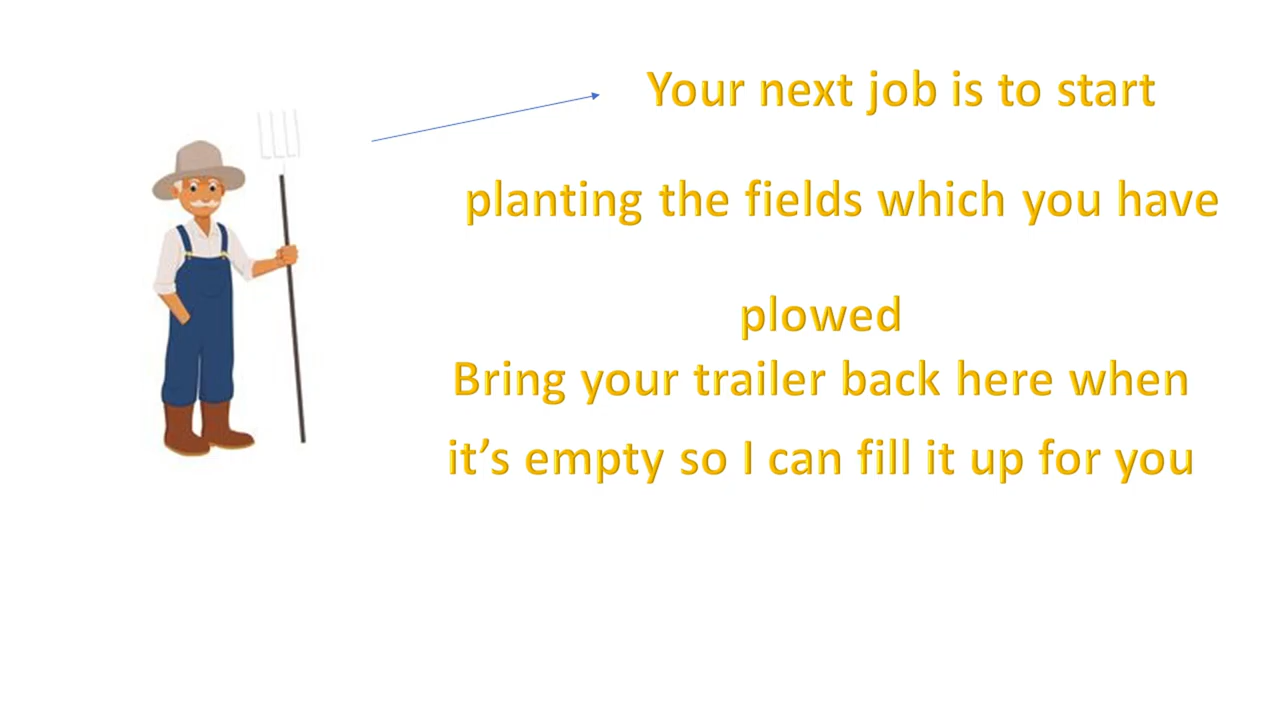 Your next job is to start
planting the fields which you have
plowed
Bring your trailer back here when
it’s empty so I can fill it up for you